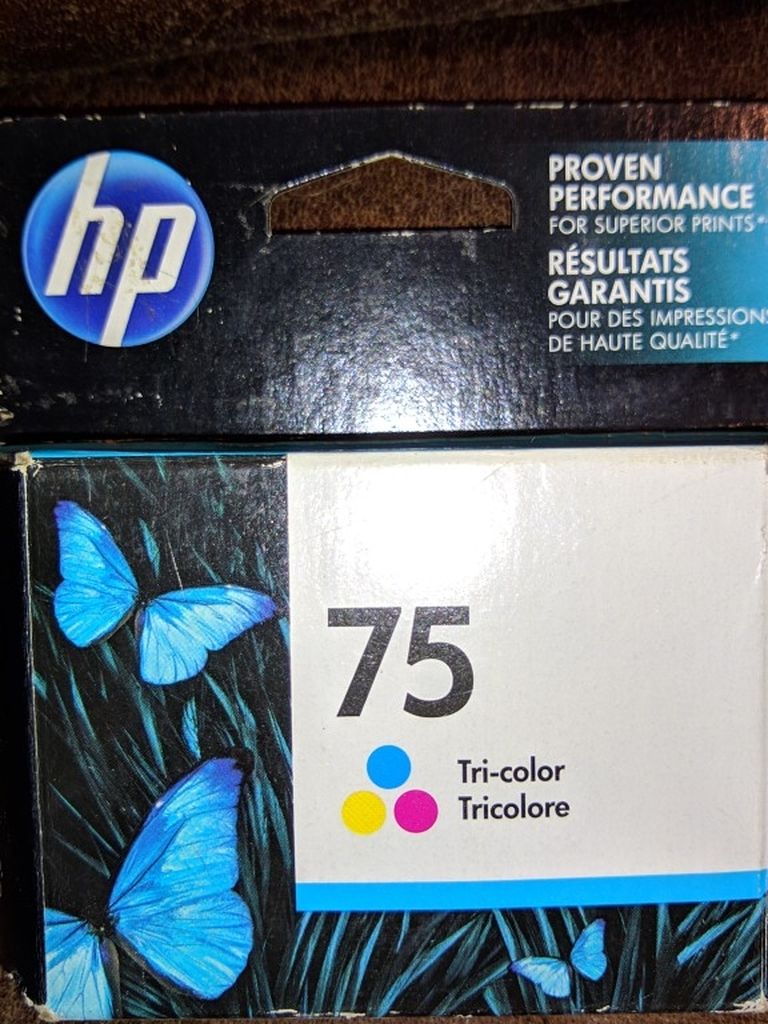 hp
PROVEN
PERFORMANCE
FOR SUPERIOR PRINTS*
RÉSULTATS
GARANTIS
POUR DES IMPRESSIONS
DE HAUTE QUALITÉ*
75
Tri-color
Tricolore